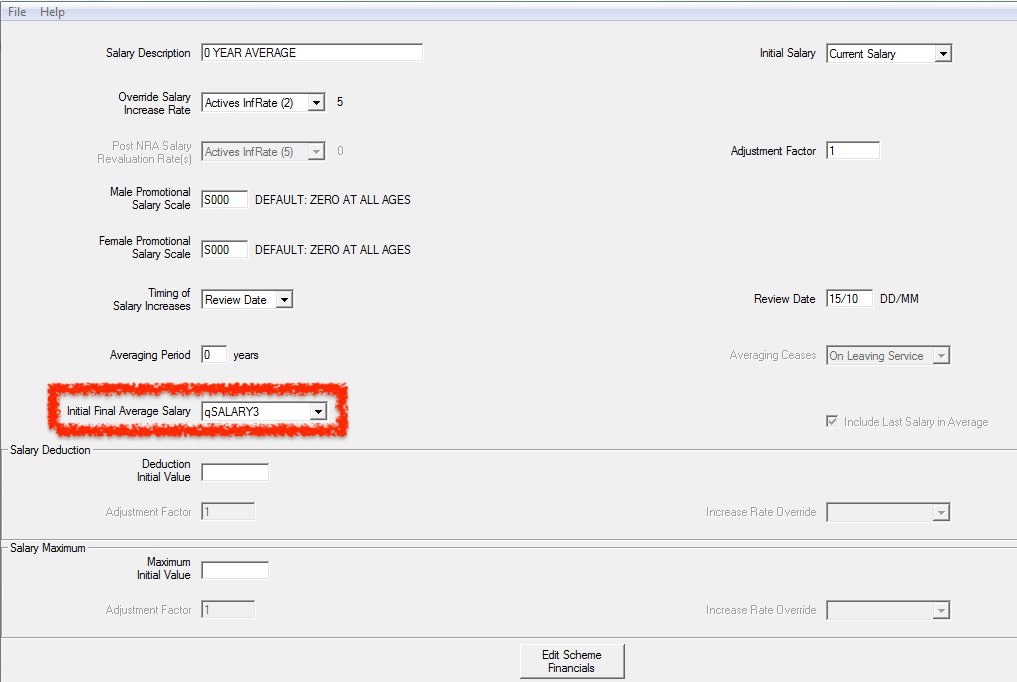 File Help
Salary Description 0 YEAR AVERAGE Initial Salary Current Salary
Override Salary
Increase Rate Actives InfRate (2) 5
Post NRA Salary
Revaluation Rate(s) Actives InfRate (5) 0 Adjustment Factor 1
Male Promotional
Salary Scale S000 DEFAULT: ZERO AT ALL AGES
Female Promotional
Salary Scale S000 DEFAULT: ZERO AT ALL AGES
Timing of
Salary Increases Review Date Review Date 15/10 DD/MM
Averaging Period 0 years Averaging Ceases On Leaving Service
Initial Final Average Salary qSALARY3
Include Last Salary in Average
Salary Deduction
Deduction
Initial Value
Adjustment Factor 1 Increase Rate Override
Salary Maximum
Maximum
Initial Value
Adjustment Factor 1 Increase Rate Override
Edit Scheme
Financials